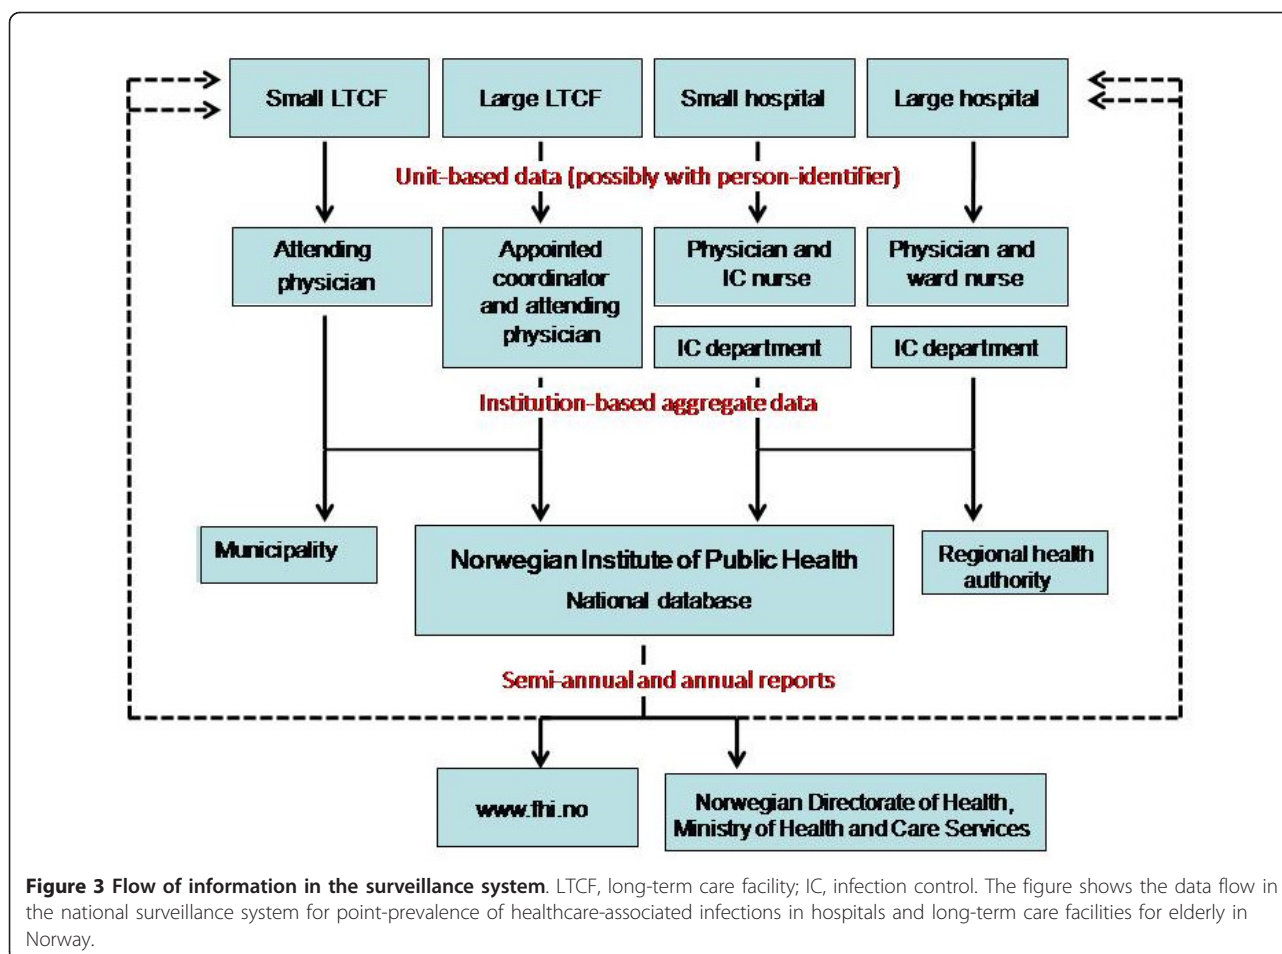 Small LTCF
Large LTCF
Small hospital
Large hospital
Unit-based data (possibly with person-identifier)
Attending
physician
Appointed
coordinator
and attending
physician
Physician and
IC nurse
Physician and
ward nurse
IC department
IC department
Institution-based aggregate data
Municipality
Norwegian Institute of Public Health
National database
Regional health
authority
Semi-annual and annual reports
www.fhi.no
Norwegian Directorate of Health,
Ministry of Health and Care Services
Figure 3 Flow of information in the surveillance system. LTCF, long-term care facility; IC, infection control. The figure shows the data flow in
the national surveillance system for point-prevalence of healthcare-associated infections in hospitals and long-term care facilities for elderly in
Norway.